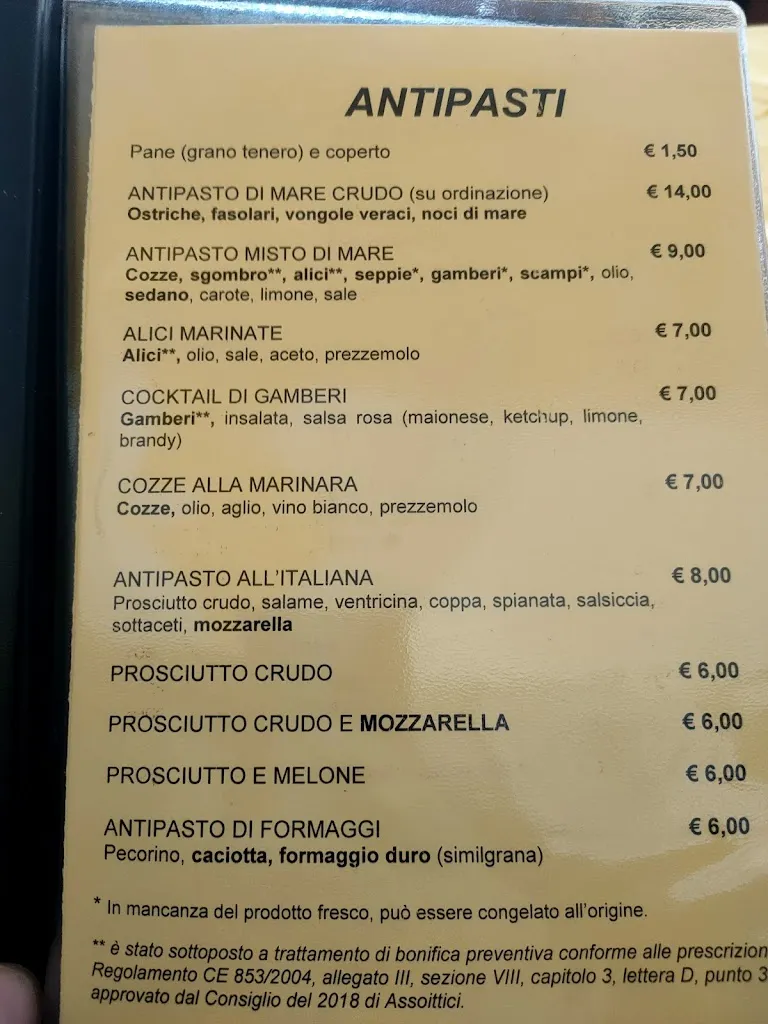 ANTIPASTI
Pane (grano tenero) e coperto € 1,50
ANTIPASTO DI MARE CRUDO (su ordinazione) € 14,00
Ostriche, fasolari, vongole veraci, noci di mare
ANTIPASTO MISTO DI MARE € 9,00
Cozze, sgombro**, alici**, seppie*, gamberi*, scampi*, olio,
sedano, carote, limone, sale
ALICI MARINATE € 7,00
Alici**, olio, sale, aceto, prezzemolo
COCKTAIL DI GAMBERI € 7,00
Gamberi**, insalata, salsa rosa (maionese, ketchup, limone,
brandy)
COZZE ALLA MARINARA € 7,00
Cozze, olio, aglio, vino bianco, prezzemolo
ANTIPASTO ALL'ITALIANA € 8,00
Prosciutto crudo, salame, ventricina, coppa, spianata, salsiccia,
sottaceti, mozzarella
PROSCIUTTO CRUDO € 6,00
PROSCIUTTO CRUDO E MOZZARELLA € 6,00
PROSCIUTTO E MELONE € 6,00
ANTIPASTO DI FORMAGGI € 6,00
Pecorino, caciotta, formaggio duro (similgrana)
* In mancanza del prodotto fresco, può essere congelato all'origine.
** è stato sottoposto a trattamento di bonifica preventiva conforme alle prescrizion
Regolamento CE 853/2004, allegato III, sezione VIII, capitolo 3, lettera D, punto 3
approvato dal Consiglio del 2018 di Assoittici.